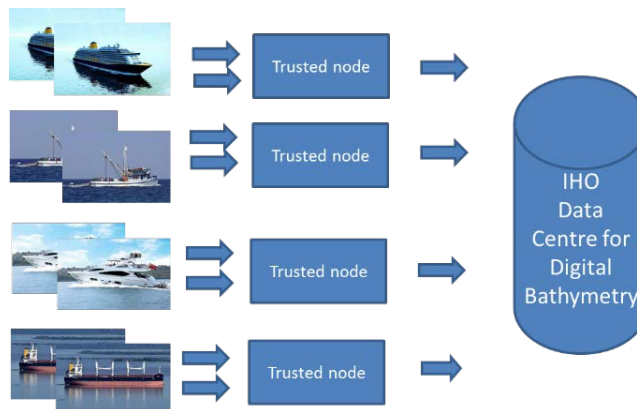 Trusted node
Trusted node
Trusted node
Trusted node
IHO
Data
Centre for
Digital
Bathymetry